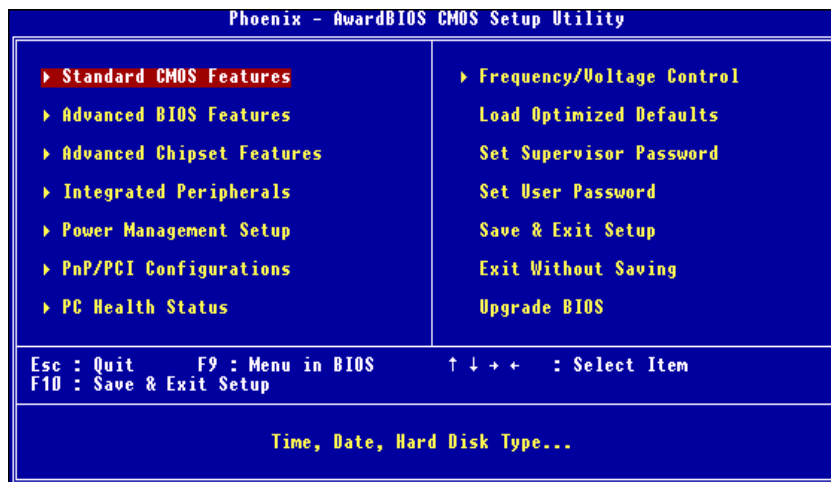 Phoenix - AwardBIOS CMOS Setup Utility
Standard CMOS Features
Advanced BIOS Features
Advanced Chipset Features
Integrated Peripherals
Power Management Setup
PnP/PCI Configurations
PC Health Status
Frequency/Voltage Control
Load Optimized Defaults
Set Supervisor Password
Set User Password
Save & Exit Setup
Exit Without Saving
Upgrade BIOS
Esc : Quit F9 : Menu in BIOS ↑ ↓ → ← : Select Item
F10 : Save & Exit Setup
Time, Date, Hard Disk Type...